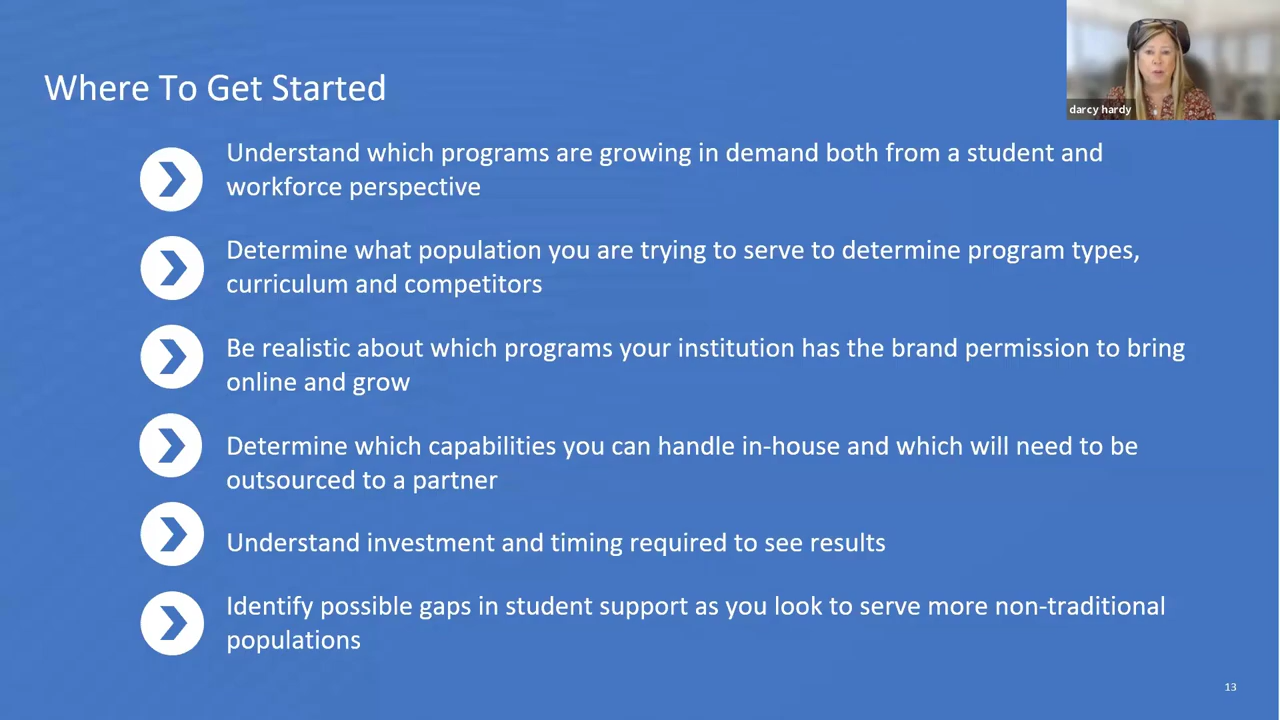 Where To Get Started
darcy hardy
Understand which programs are growing in demand both from a student and
workforce perspective
Determine what population you are trying to serve to determine program types,
curriculum and competitors
Be realistic about which programs your institution has the brand permission to bring
online and grow
Determine which capabilities you can handle in-house and which will need to be
outsourced to a partner
Understand investment and timing required to see results
Identify possible gaps in student support as you look to serve more non-traditional
populations
13